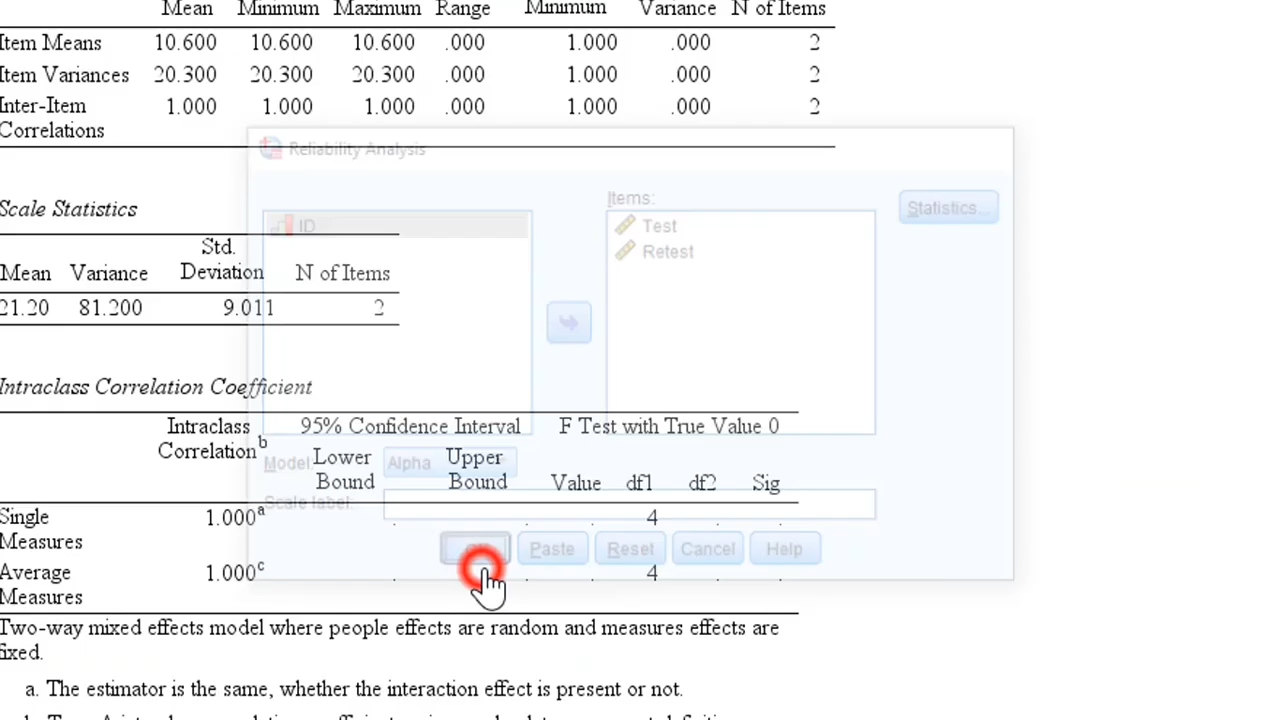 Mean Minimum Maximum Range Minimum Variance N of Items
Item Means 10.600 10.600 10.600 .000 1.000 .000 2
Item Variances 20.300 20.300 20.300 .000 1.000 .000 2
Inter-Item Correlations 1.000 1.000 1.000 .000 1.000 .000 2
Reliability Analysis
Items:
Statistics...
ID
Test
Retest
Scale Statistics
Mean Variance Std. Deviation N of Items
21.20 81.200 9.011 2
Intraclass Correlation Coefficient
Intraclass Correlation b 95% Confidence Interval F Test with True Value 0
Lower Bound Upper Bound Value df1 df2 Sig
Model: Alpha
Scale label:
Single Measures 1.000a . . . 4 . .
Paste Reset Cancel Help
Average Measures 1.000c . . . 4 . .
Two-way mixed effects model where people effects are random and measures effects are
fixed.
a. The estimator is the same, whether the interaction effect is present or not.